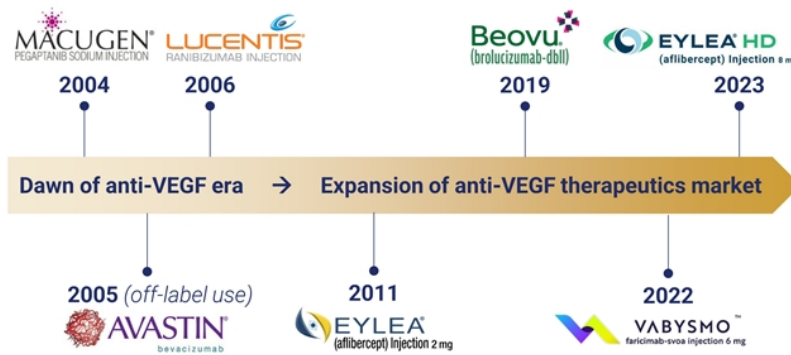 MACUGEN®
PEGAPTANIB SODIUM INJECTION
2004
LUCENTIS®
RANIBIZUMAB INJECTION
2006
Beovu®
(brolucizumab-dbll)
2019
EYLEA® HD
(aflibercept) Injection 8 m
2023
Dawn of anti-VEGF era → Expansion of anti-VEGF therapeutics market
2005 (off-label use)
AVASTIN®
bevacizumab
2011
EYLEA®
(aflibercept) Injection 2 mg
2022
VABYSMO™
faricimab-svoa injection 6 mg